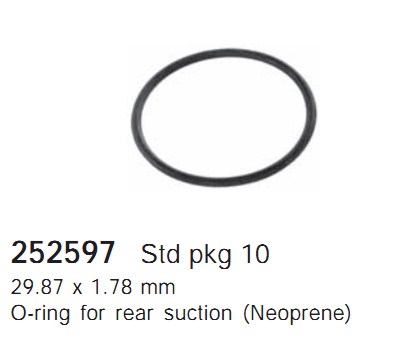 252597 Std pkg 10
29.87 x 1.78 mm
O-ring for rear suction (Neoprene)